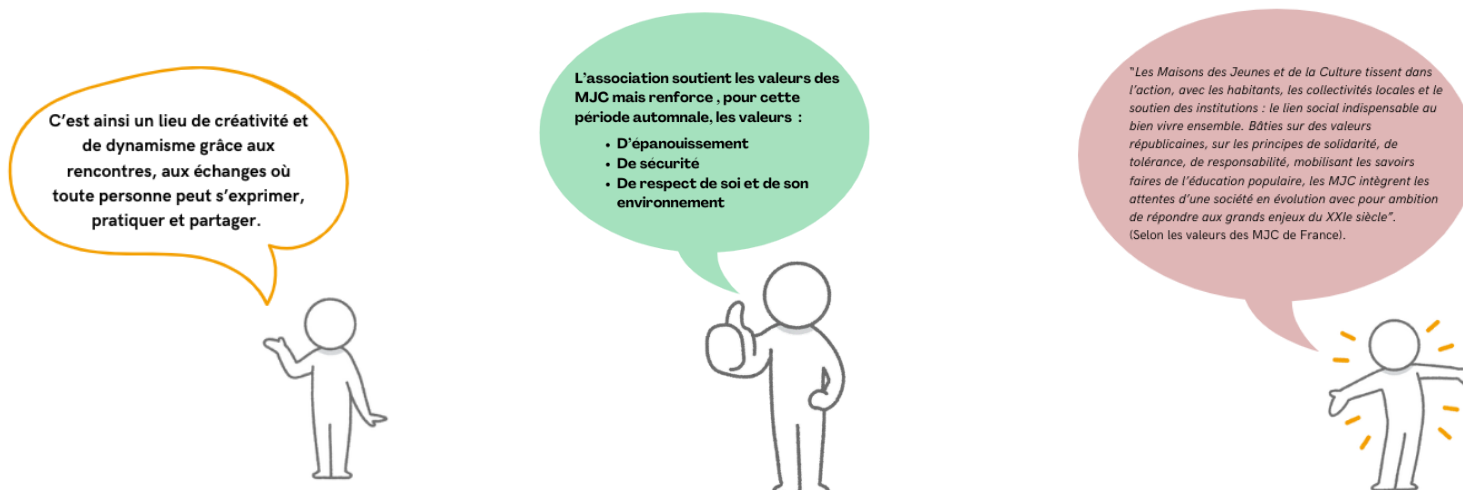 C'est ainsi un lieu de créativité et
de dynamisme grâce aux
rencontres, aux échanges où
toute personne peut s'exprimer,
pratiquer et partager.
L'association soutient les valeurs des
MJC mais renforce , pour cette
période automnale, les valeurs :
• D'épanouissement
• De sécurité
• De respect de soi et de son
environnement
"Les Maisons des Jeunes et de la Culture tissent dans
l'action, avec les habitants, les collectivités locales et le
soutien des institutions : le lien social indispensable au
bien vivre ensemble. Bâties sur des valeurs
républicaines, sur les principes de solidarité, de
tolérance, de responsabilité, mobilisant les savoirs
faires de l'éducation populaire, les MJC intègrent les
attentes d'une société en évolution avec pour ambition
de répondre aux grands enjeux du XXIe siècle".
(Selon les valeurs des MJC de France).